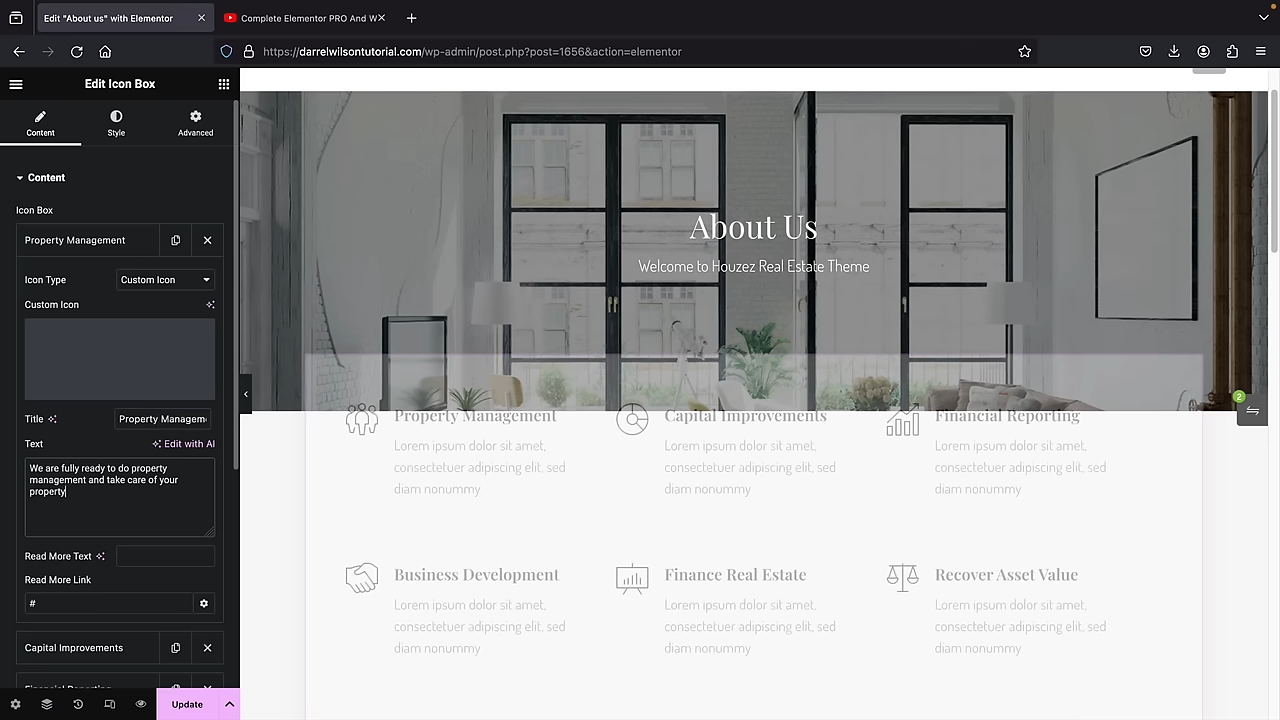 Edit "About us" with Elementor
Complete Elementor PRO And W
https://darrelwilsontutorial.com/wp-admin/post.php?post=1656&action=elementor
Edit Icon Box
Content
Style
Advanced
Content
Icon Box
Property Management
Icon Type
Custom Icon
Custom Icon
Title
Property Managem
Text
Edit with AI
We are fully ready to do property
management and take care of your
property
Read More Text
Read More Link
#
Capital Improvements
Financial Reporting
Update
About Us
Welcome to Houzez Real Estate Theme
2
Property Management
Lorem ipsum dolor sit amet,
consectetuer adipiscing elit, sed
diam nonummy
Capital Improvements
Lorem ipsum dolor sit amet,
consectetuer adipiscing elit, sed
diam nonummy
Financial Reporting
Lorem ipsum dolor sit amet,
consectetuer adipiscing elit, sed
diam nonummy
Business Development
Lorem ipsum dolor sit amet,
consectetuer adipiscing elit, sed
diam nonummy
Finance Real Estate
Lorem ipsum dolor sit amet,
consectetuer adipiscing elit, sed
diam nonummy
Recover Asset Value
Lorem ipsum dolor sit amet,
consectetuer adipiscing elit, sed
diam nonummy